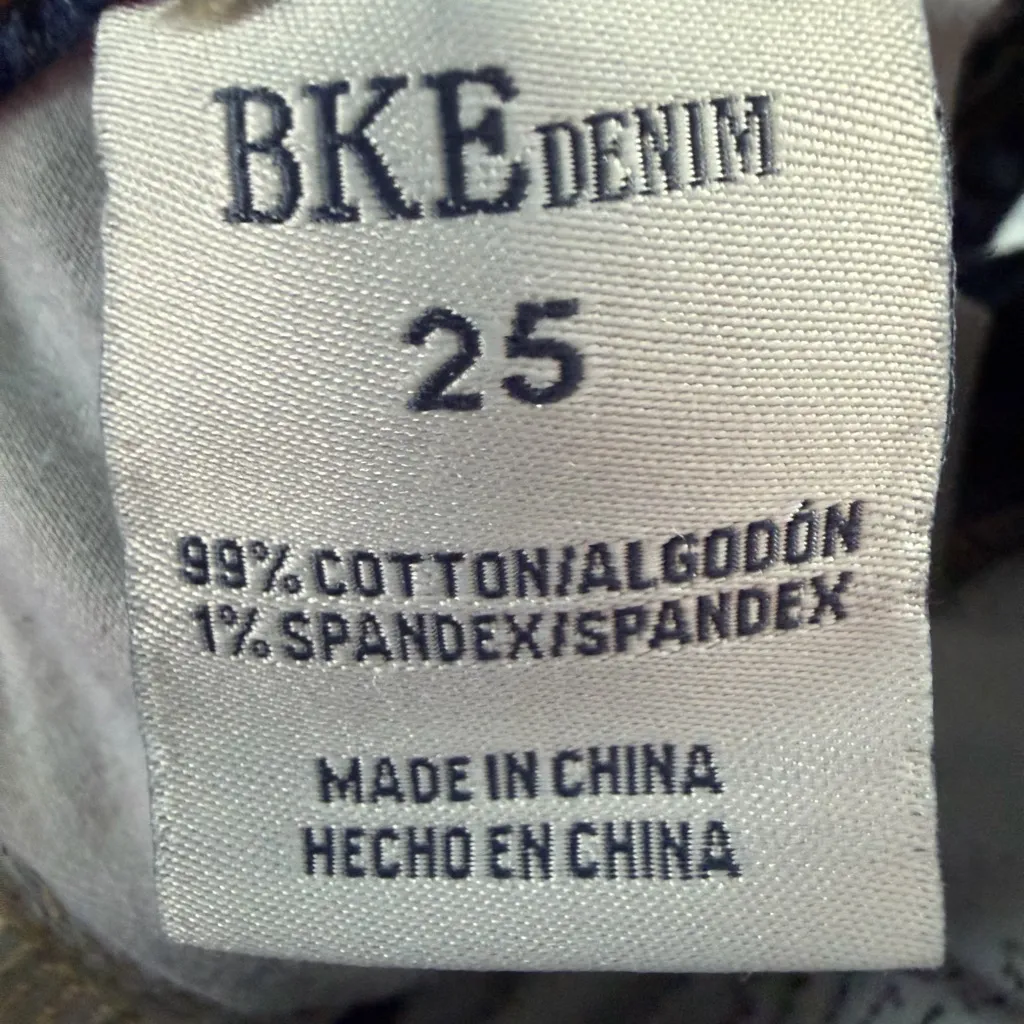 BKE DENIM
25
99% COTTON/ALGODÓN
1% SPANDEX/SPANDEX
MADE IN CHINA
HECHO EN CHINA